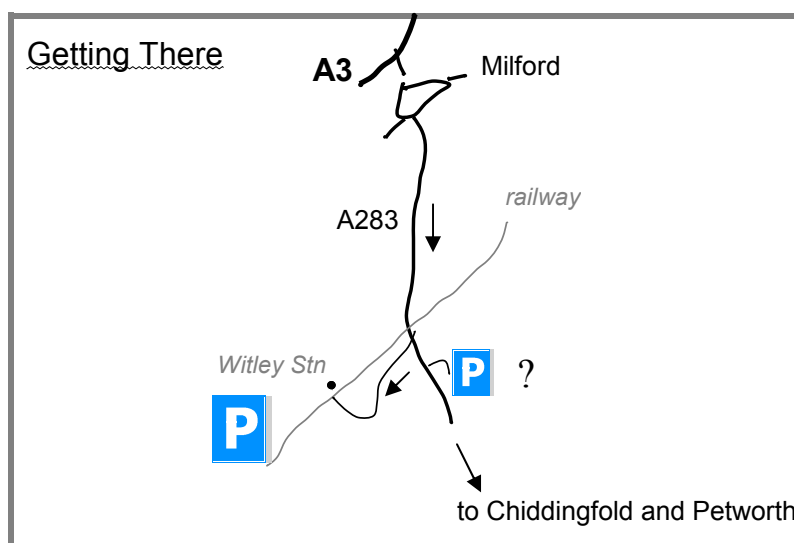 Getting There
A3
Milford
A283
railway
Witley Stn
P
P ?
to Chiddingfold and Petworth